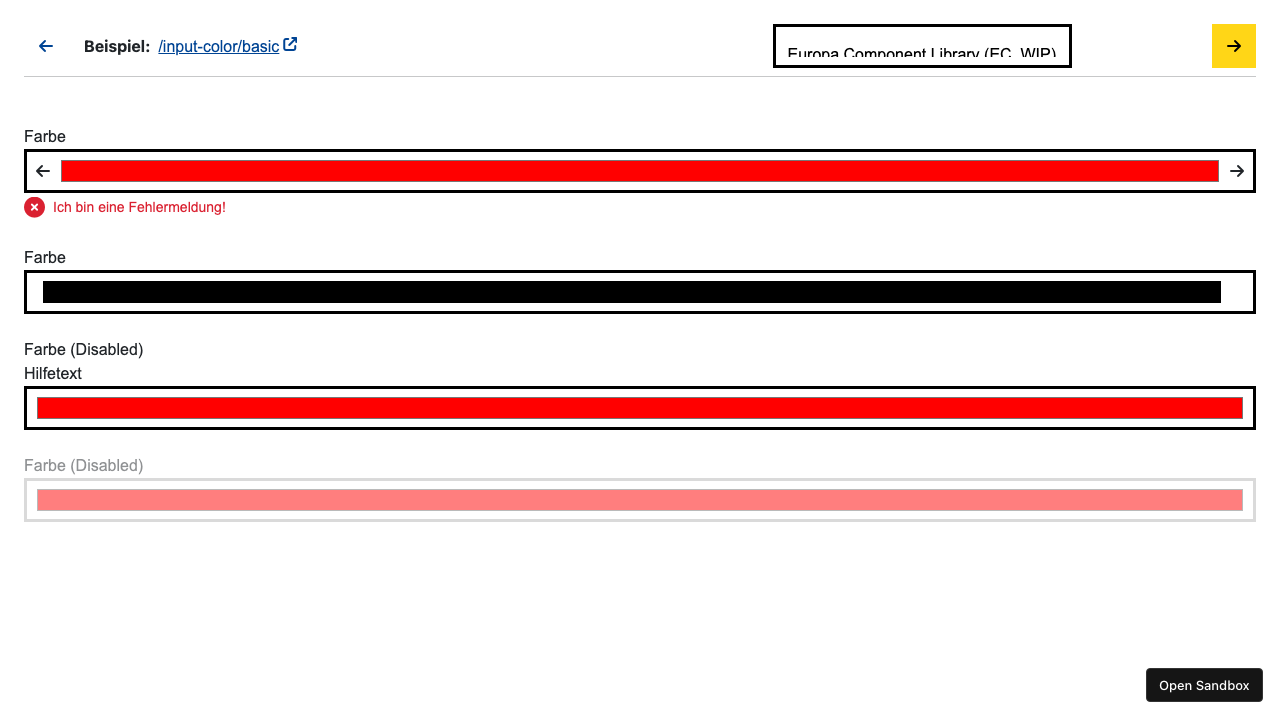 Beispiel: /input-color/basic
Europa Component Library (EC, WIP)
Farbe
Ich bin eine Fehlermeldung!
Farbe
Farbe (Disabled)
Hilfetext
Farbe (Disabled)
Open Sandbox